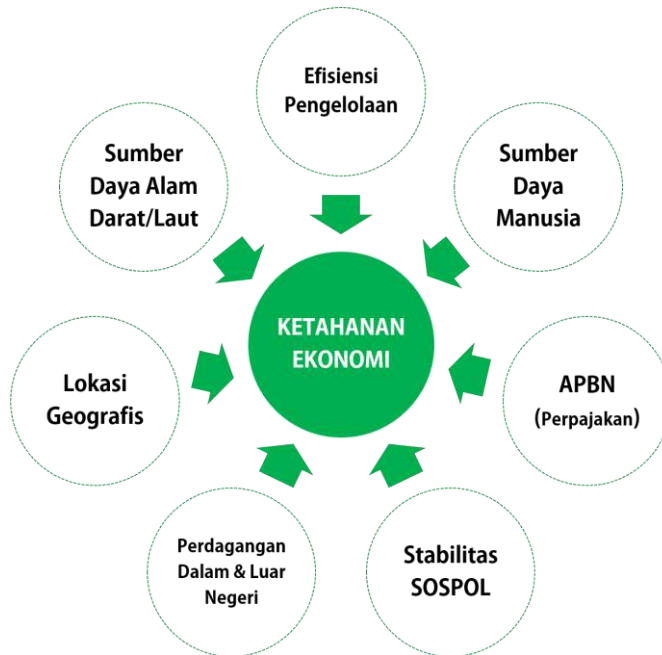 Efisiensi
Pengelolaan
Sumber
Daya Alam
Darat/Laut
Sumber
Daya
Manusia
KETAHANAN
EKONOMI
Lokasi
Geografis
APBN
(Perpajakan)
Perdagangan
Dalam & Luar
Negeri
Stabilitas
SOSPOL